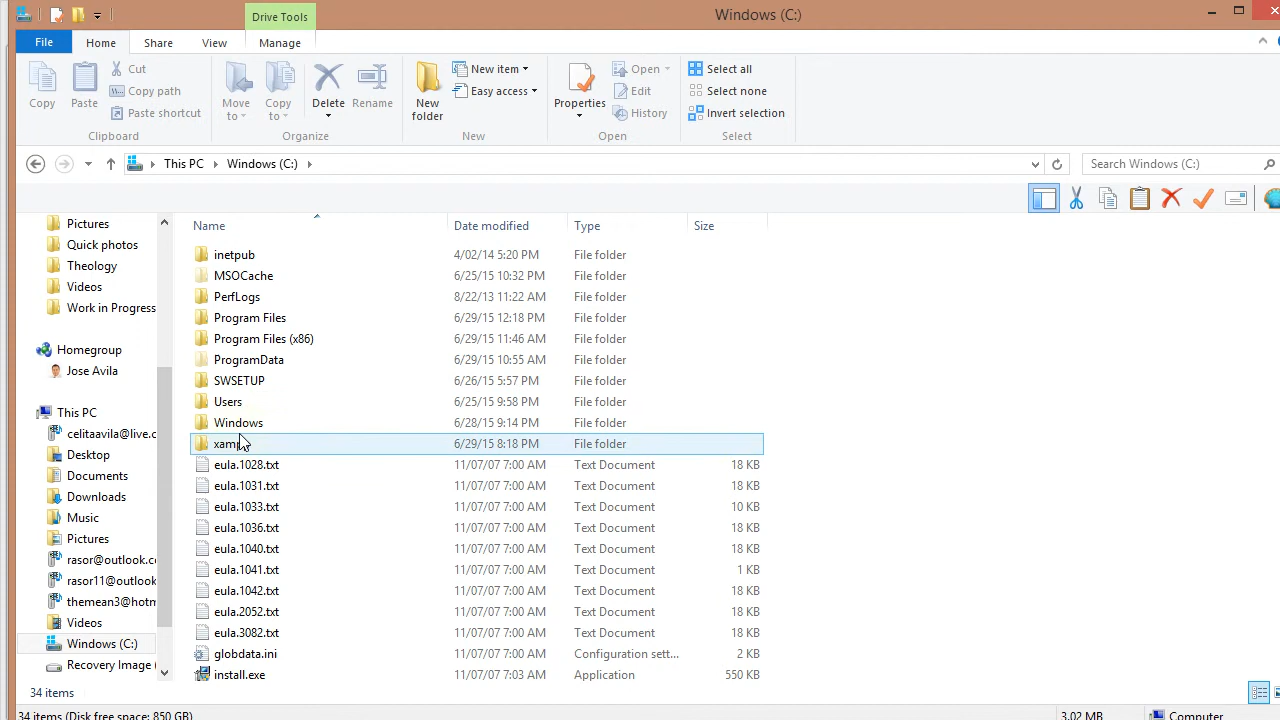 Drive Tools
Windows (C:)
File Home Share View Manage
Copy Paste Cut Copy path Paste shortcut
Clipboard
Move to Copy to Delete Rename
Organize
New folder New item Easy access
New
Properties Open Edit History
Open
Select all Select none Invert selection
Select
This PC Windows (C:) Search Windows (C:)
Pictures
Quick photos
Theology
Videos
Work in Progress
Homegroup
Jose Avila
This PC
celitaavila@live.c
Desktop
Documents
Downloads
Music
Pictures
rasor@outlook.c
rasor11@outlook
themean3@hotm
Videos
Windows (C:)
Recovery Image (
Name Date modified Type Size
inetpub 4/02/14 5:20 PM File folder
MSOCache 6/25/15 10:32 PM File folder
PerfLogs 8/22/13 11:22 AM File folder
Program Files 6/29/15 12:18 PM File folder
Program Files (x86) 6/29/15 11:46 AM File folder
ProgramData 6/29/15 10:55 AM File folder
SWSETUP 6/26/15 5:57 PM File folder
Users 6/25/15 9:58 PM File folder
Windows 6/28/15 9:14 PM File folder
6/29/15 8:18 PM File folder
eula.1028.txt 11/07/07 7:00 AM Text Document 18 KB
eula.1031.txt 11/07/07 7:00 AM Text Document 18 KB
eula.1033.txt 11/07/07 7:00 AM Text Document 10 KB
eula.1036.txt 11/07/07 7:00 AM Text Document 18 KB
eula.1040.txt 11/07/07 7:00 AM Text Document 18 KB
eula.1041.txt 11/07/07 7:00 AM Text Document 1 KB
eula.1042.txt 11/07/07 7:00 AM Text Document 18 KB
eula.2052.txt 11/07/07 7:00 AM Text Document 18 KB
eula.3082.txt 11/07/07 7:00 AM Text Document 18 KB
globdata.ini 11/07/07 7:00 AM Configuration sett... 2 KB
install.exe 11/07/07 7:03 AM Application 550 KB
34 items
34 items (Disk free space: 850 GB) 3.02 MB Computer